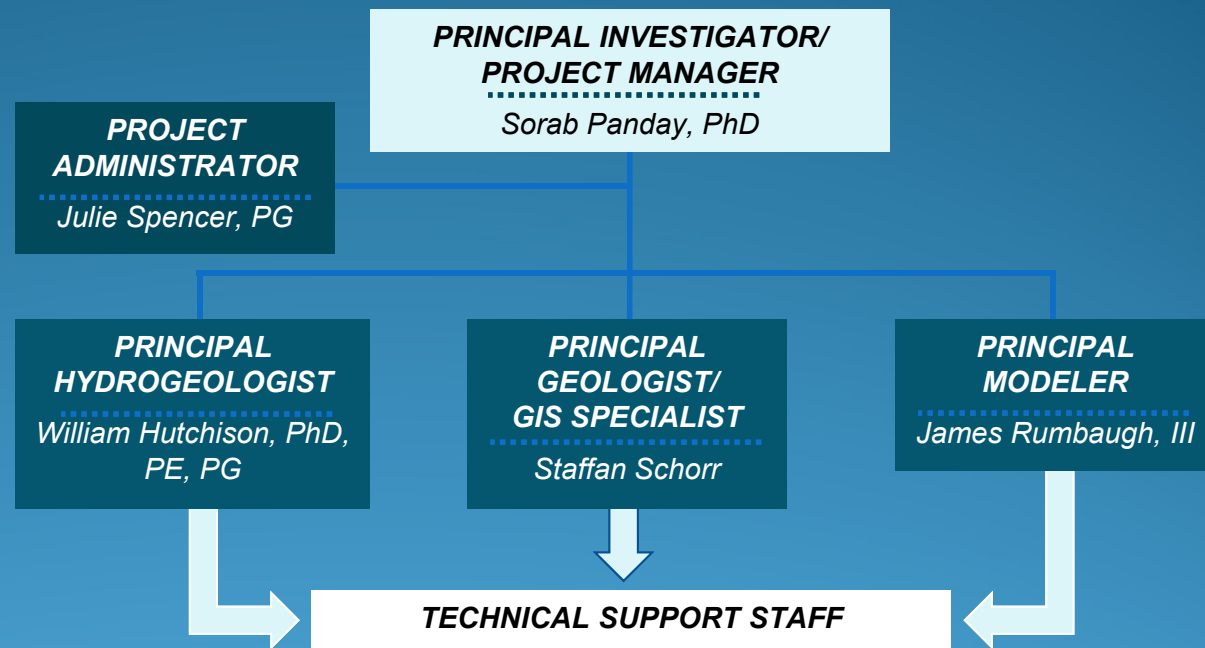 PRINCIPAL INVESTIGATOR/
PROJECT MANAGER
Sorab Panday, PhD
PROJECT
ADMINISTRATOR
Julie Spencer, PG
PRINCIPAL
HYDROGEOLOGIST
William Hutchison, PhD,
PE, PG
PRINCIPAL
GEOLOGIST/
GIS SPECIALIST
Staffan Schorr
PRINCIPAL
MODELER
James Rumbaugh, III
TECHNICAL SUPPORT STAFF